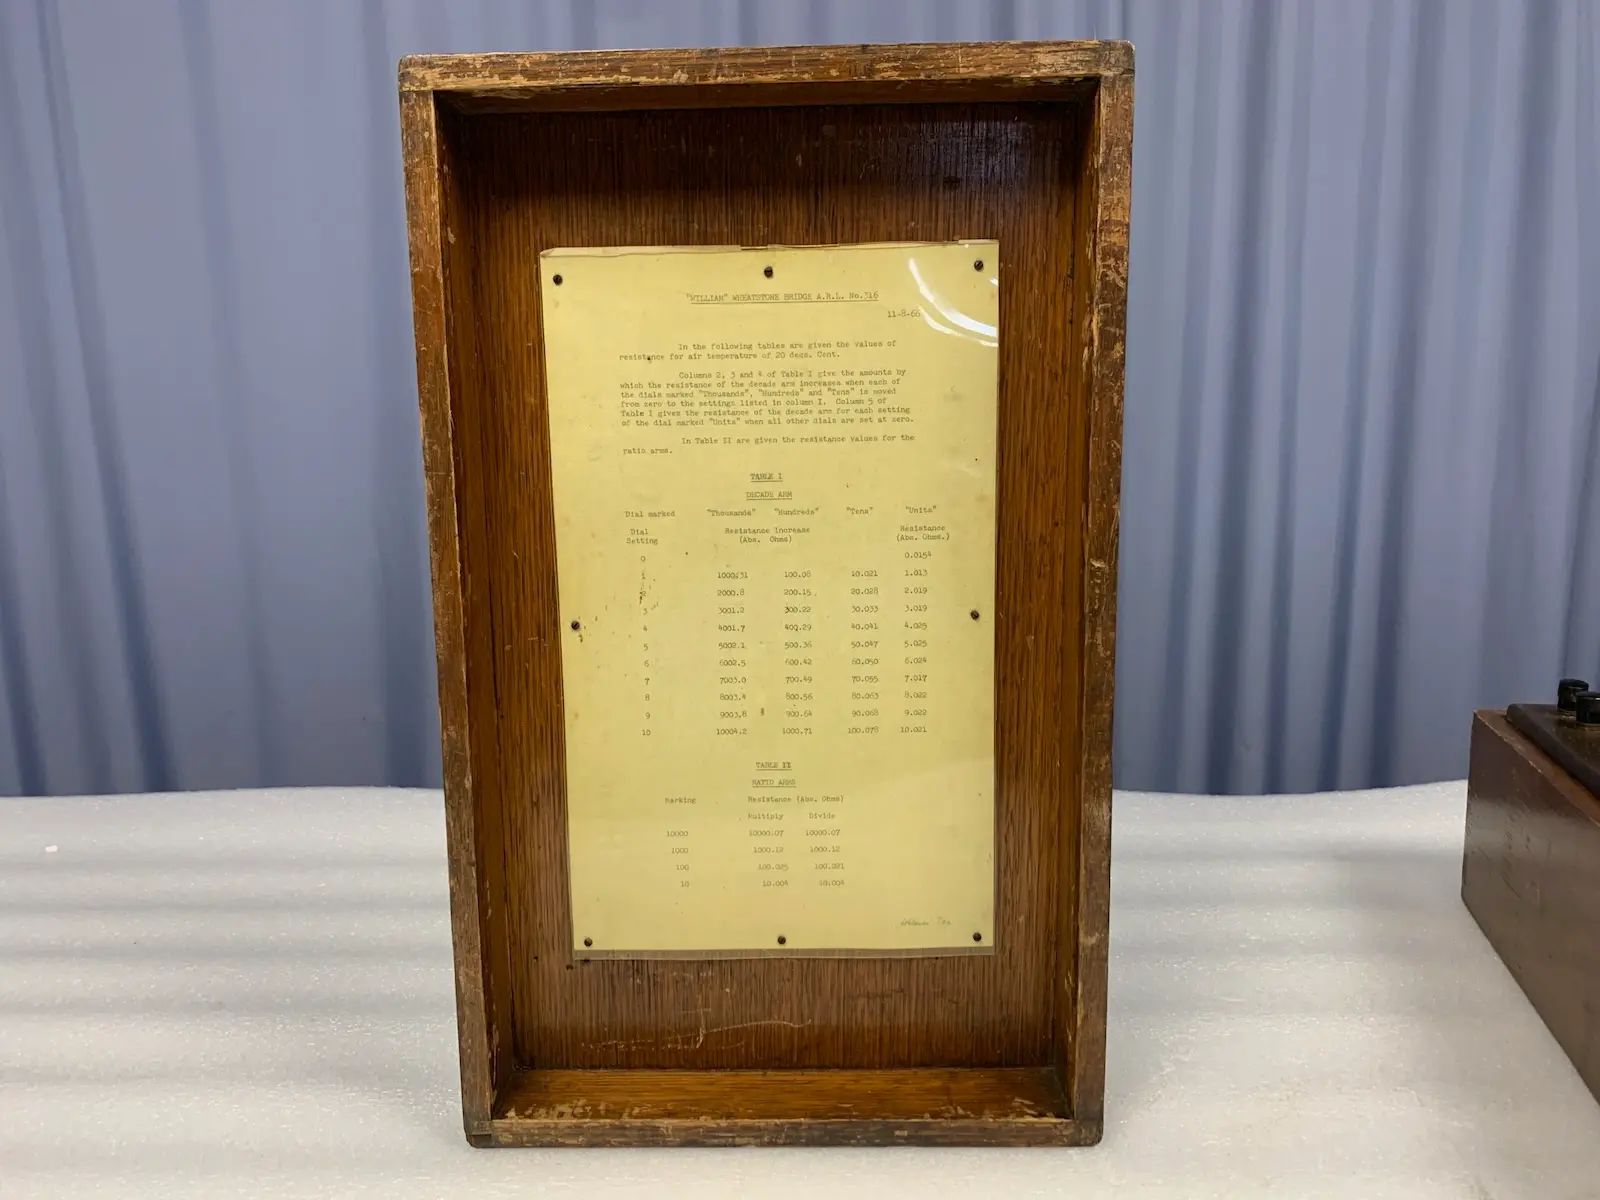 "WILLIAM" WHEATSTONE BRIDGE A.R.L. No.316
11-8-66
In the following tables are given the values of
resistance for air temperature of 20 degs. Cent.
Columns 2, 3 and 4 of Table I give the amounts by
which the resistance of the decade arm increases when each of
the dials marked "Thousands", "Hundreds" and "Tens" is moved
from zero to the settings listed in column I. Column 5 of
Table I gives the resistance of the decade arm for each setting
of the dial marked "Units" when all other dials are set at zero.
In Table II are given the resistance values for the
ratio arms.
TABLE I
DECADE ARM
Dial marked "Thousands" "Hundreds" "Tens" "Units"
Dial Resistance Increase Resistance
Setting (Abs. Ohms) (Abs. Ohms.)
0 0.0154
1 1000.31 100.08 10.021 1.013
2 2000.8 200.15 20.028 2.019
3 3001.2 300.22 30.033 3.019
4 4001.7 400.29 40.041 4.025
5 5002.1 500.36 50.047 5.025
6 6002.5 600.42 60.050 6.024
7 7003.0 700.49 70.055 7.017
8 8003.4 800.56 80.063 8.022
9 9003.8 900.64 90.068 9.022
10 10004.2 1000.71 100.078 10.021
TABLE II
RATIO ARMS
Marking Resistance (Abs. Ohms)
Multiply Divide
10000 10000.07 10000.07
1000 1000.12 1000.12
100 100.025 100.021
10 10.004 10.004